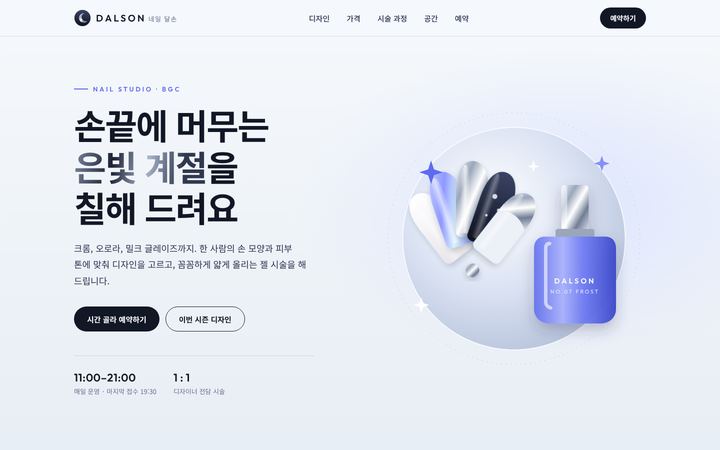 DALSON 네일 달손
디자인 가격 시술 과정 공간 예약
예약하기
NAIL STUDIO · BGC
손끝에 머무는
은빛 계절을
칠해 드려요
크롬, 오로라, 밀크 글레이즈까지. 한 사람의 손 모양과 피부
톤에 맞춰 디자인을 고르고, 꼼꼼하게 얇게 올리는 젤 시술을 해
드립니다.
시간 골라 예약하기
이번 시즌 디자인
11:00–21:00
매일 운영 · 마지막 접수 19:30
1 : 1
디자이너 전담 시술
DALSON
NO.07 FROST